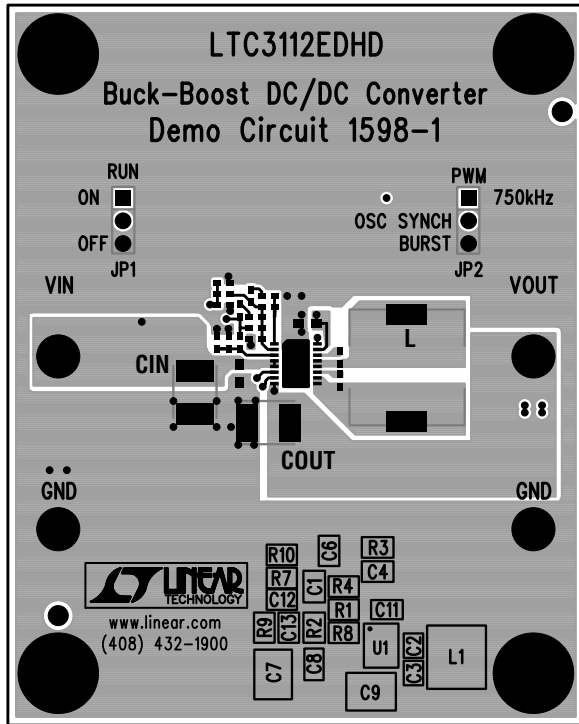 LTC3112EDHD
Buck-Boost DC/DC Converter
Demo Circuit 1598-1
RUN
ON
OFF
JP1
PWM
750kHz
OSC SYNCH
BURST
JP2
VIN
VOUT
L
CIN
COUT
GND
GND
R10
C6
R3
R7
C1
C4
R4
C12
R1
C11
R9
C13
R2
R8
U1
C2
L1
C7
C8
C3
C9
LT LINEAR
TECHNOLOGY
www.linear.com
(408) 432-1900